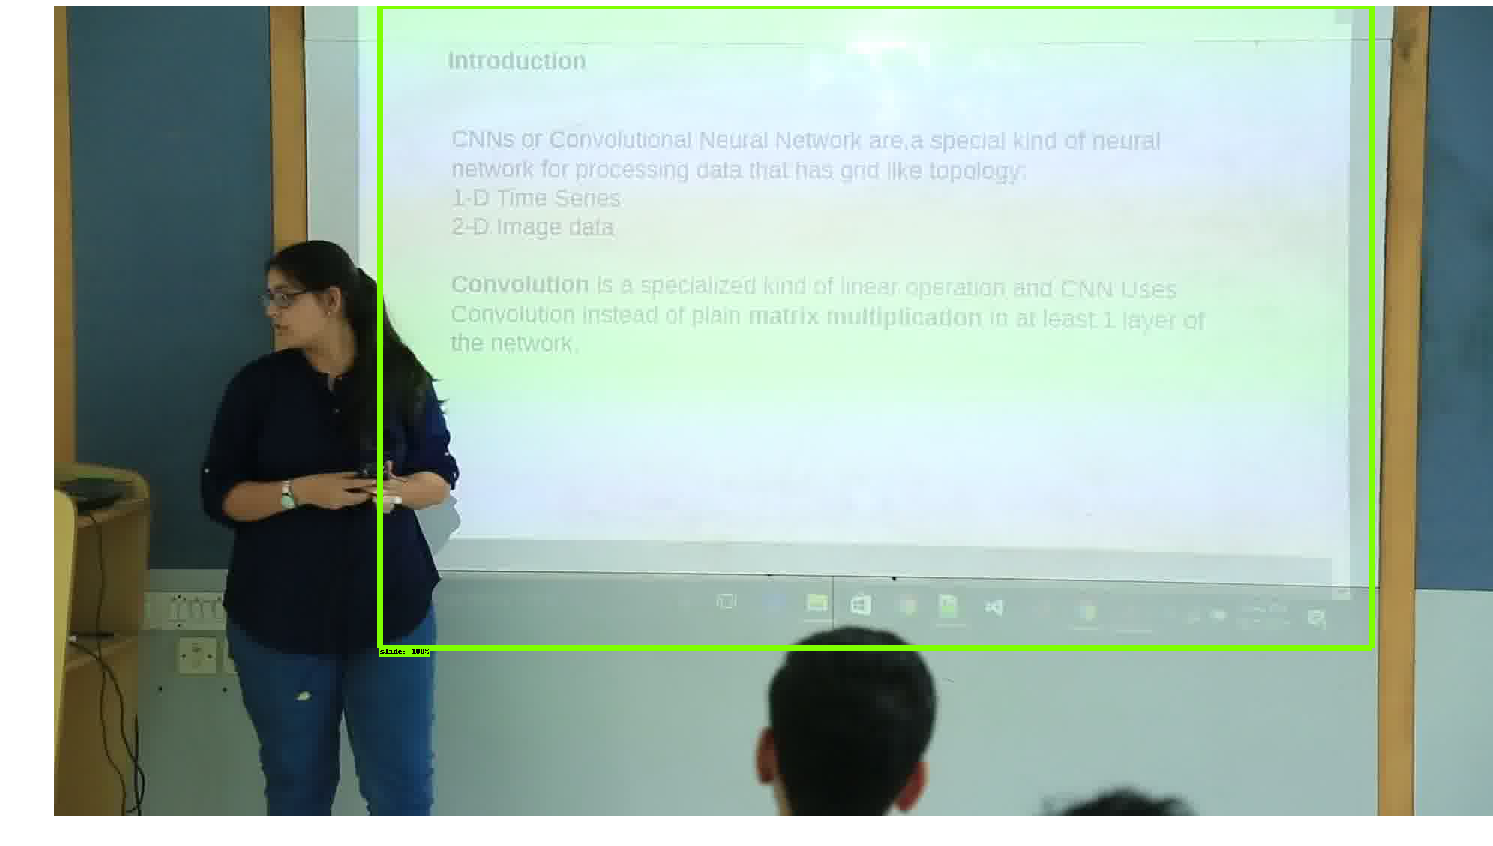 Introduction
CNNs or Convolutional Neural Network are a special kind of neural
network for processing data that has grid like topology:
1-D Time Series
2-D Image data
Convolution is a specialized kind of linear operation and CNN Uses
Convolution instead of plain matrix multiplication in at least 1 layer of
the network.
slide: 100%